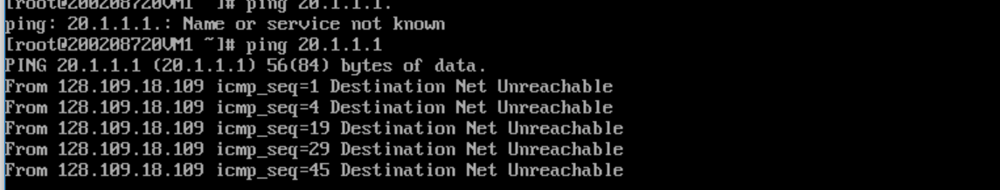 [root@200208720VM1 ~]# ping 20.1.1.1.
ping: 20.1.1.1.: Name or service not known
[root@200208720VM1 ~]# ping 20.1.1.1
PING 20.1.1.1 (20.1.1.1) 56(84) bytes of data.
From 128.109.18.109 icmp_seq=1 Destination Net Unreachable
From 128.109.18.109 icmp_seq=4 Destination Net Unreachable
From 128.109.18.109 icmp_seq=19 Destination Net Unreachable
From 128.109.18.109 icmp_seq=29 Destination Net Unreachable
From 128.109.18.109 icmp_seq=45 Destination Net Unreachable